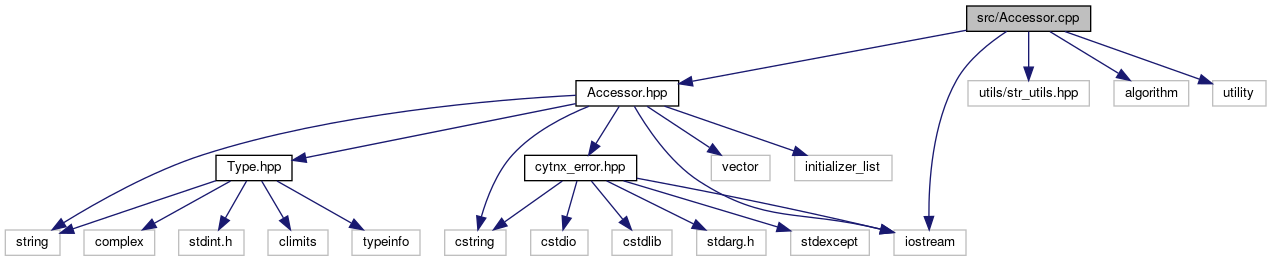 src/Accessor.cpp
Accessor.hpp
utils/str_utils.hpp
algorithm
utility
Type.hpp
cytnx_error.hpp
vector
initializer_list
string
complex
stdint.h
climits
typeinfo
cstring
cstdio
cstdlib
stdarg.h
stdexcept
iostream